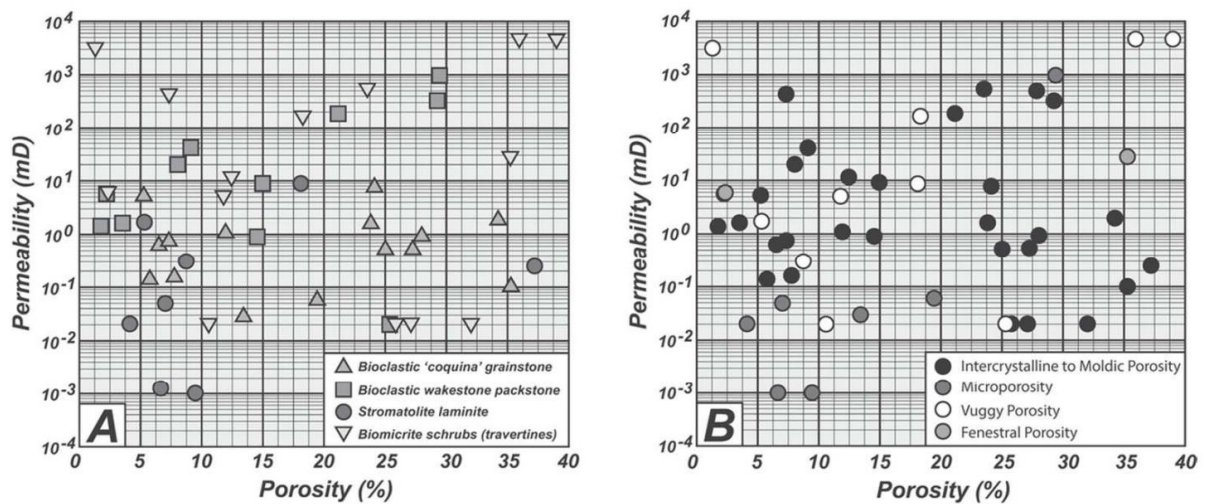 10⁴
10³
10²
10¹
10⁰
10⁻¹
10⁻²
10⁻³
10⁻⁴
Permeability (mD)
0 5 10 15 20 25 30 35 40
Porosity (%)
A
Bioclastic ‘coquina’ grainstone
Bioclastic wakestone packstone
Stromatolite laminite
Biomicrite schrubs (travertines)
10⁴
10³
10²
10¹
10⁰
10⁻¹
10⁻²
10⁻³
10⁻⁴
Permeability (mD)
0 5 10 15 20 25 30 35 40
Porosity (%)
B
Intercrystalline to Moldic Porosity
Microporosity
Vuggy Porosity
Fenestral Porosity